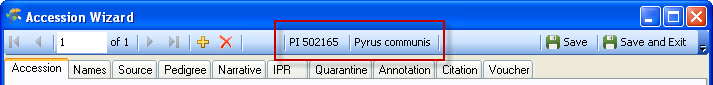 Accession Wizard
1 of 1 PI 502165 Pyrus communis Save Save and Exit
Accession Names Source Pedigree Narrative IPR Quarantine Annotation Citation Voucher